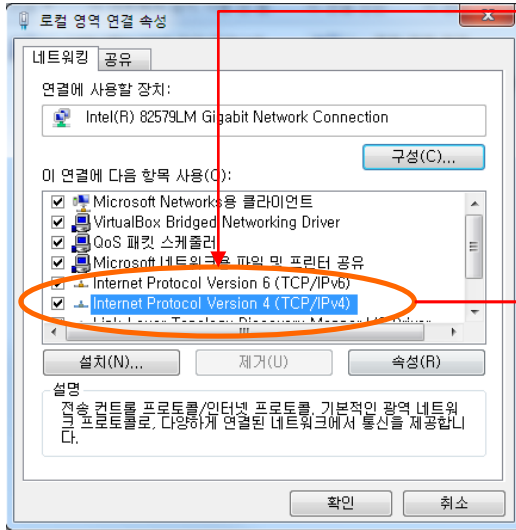 로컬 영역 연결 속성
네트워킹 공유
연결에 사용할 장치:
Intel(R) 82579LM Gigabit Network Connection
구성(C)...
이 연결에 다음 항목 사용(O):
Microsoft Networks용 클라이언트
VirtualBox Bridged Networking Driver
QoS 패킷 스케줄러
Microsoft 네트워크용 파일 및 프린터 공유
Internet Protocol Version 6 (TCP/IPv6)
Internet Protocol Version 4 (TCP/IPv4)
Link-Layer Topology Discovery Mapper I/O Driver
설치(N)... 제거(U) 속성(R)
설명
전송 컨트롤 프로토콜/인터넷 프로토콜. 기본적인 광역 네트워
크 프로토콜로, 다양하게 연결된 네트워크에서 통신을 제공합니
다.
확인 취소